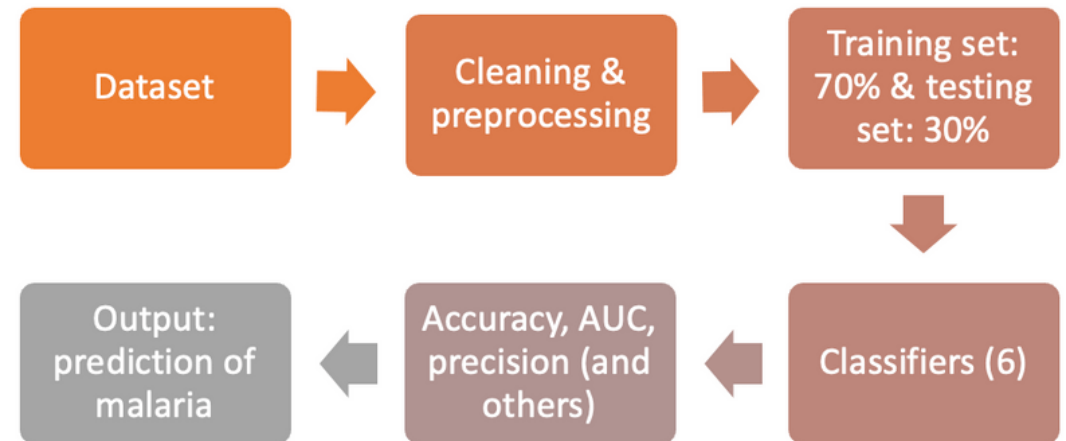 Dataset
Cleaning &
preprocessing
Training set:
70% & testing
set: 30%
Classifiers (6)
Accuracy, AUC,
precision (and
others)
Output:
prediction of
malaria